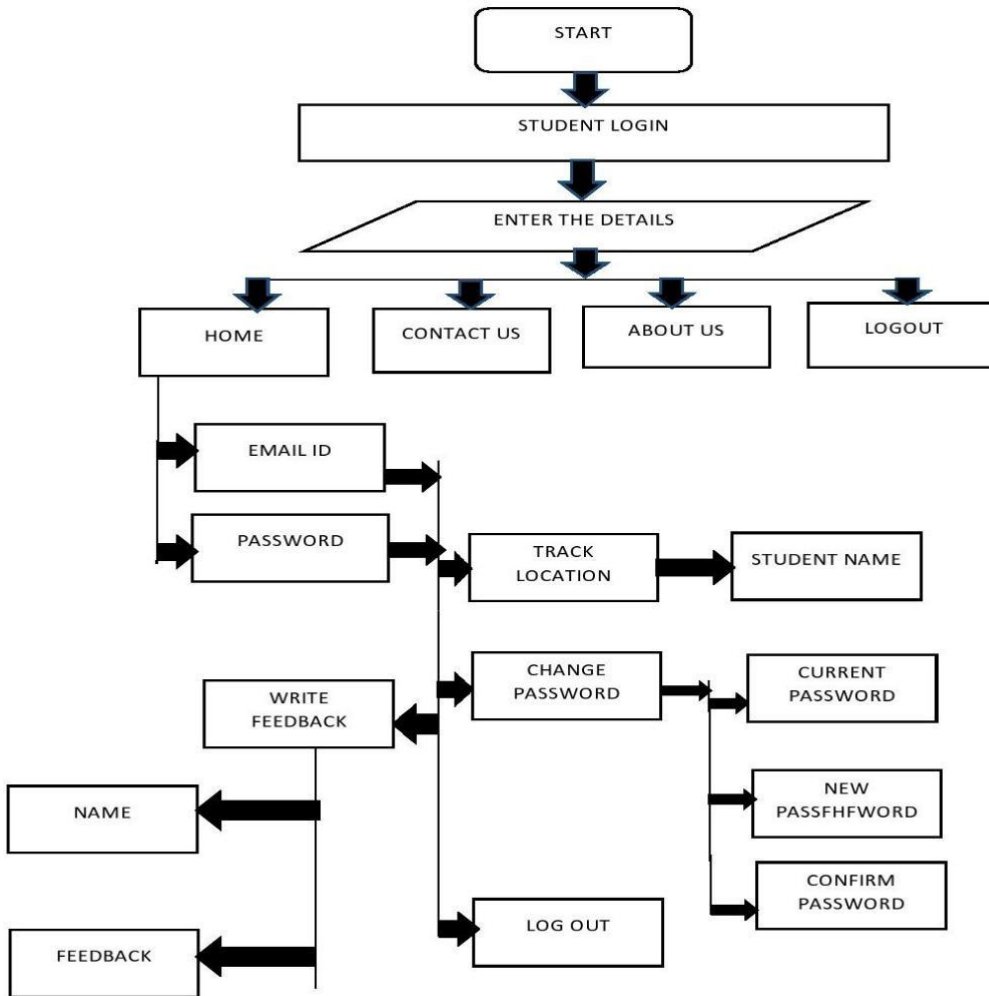 START
STUDENT LOGIN
ENTER THE DETAILS
HOME
CONTACT US
ABOUT US
LOGOUT
EMAIL ID
PASSWORD
TRACK
LOCATION
STUDENT NAME
WRITE
FEEDBACK
CHANGE
PASSWORD
CURRENT
PASSWORD
NAME
NEW
PASSFHFWORD
CONFIRM
PASSWORD
LOG OUT
FEEDBACK